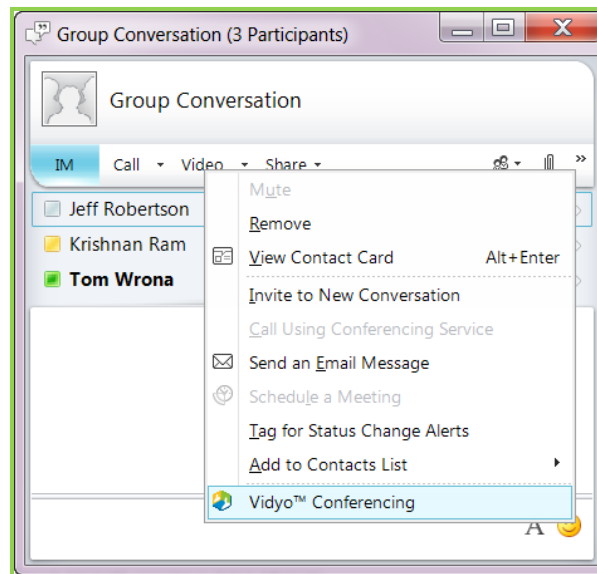 Group Conversation (3 Participants)
Group Conversation
IM Call Video Share
Jeff Robertson
Krishnan Ram
Tom Wrona
Mute
Remove
View Contact Card Alt+Enter
Invite to New Conversation
Call Using Conferencing Service
Send an Email Message
Schedule a Meeting
Tag for Status Change Alerts
Add to Contacts List
Vidyo™ Conferencing
A